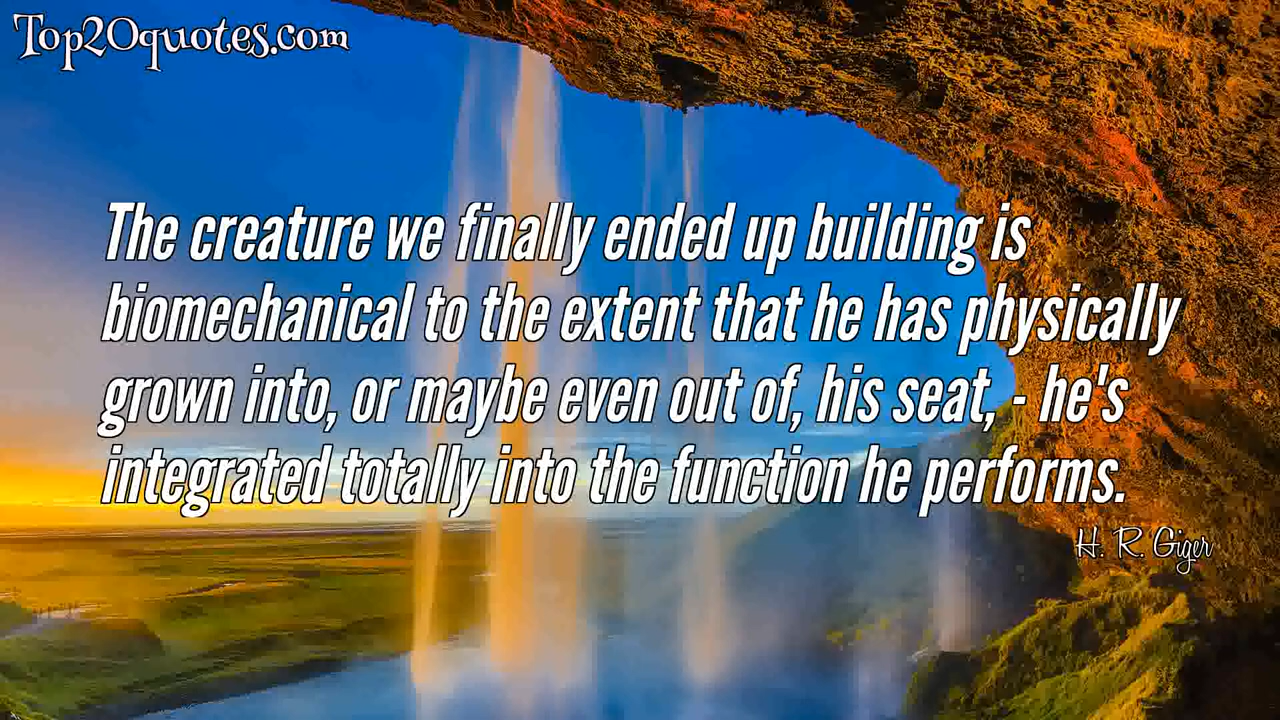 Top20quotes.com
The creature we finally ended up building is
biomechanical to the extent that he has physically
grown into, or maybe even out of, his seat, - he's
integrated totally into the function he performs.
H. R. Giger